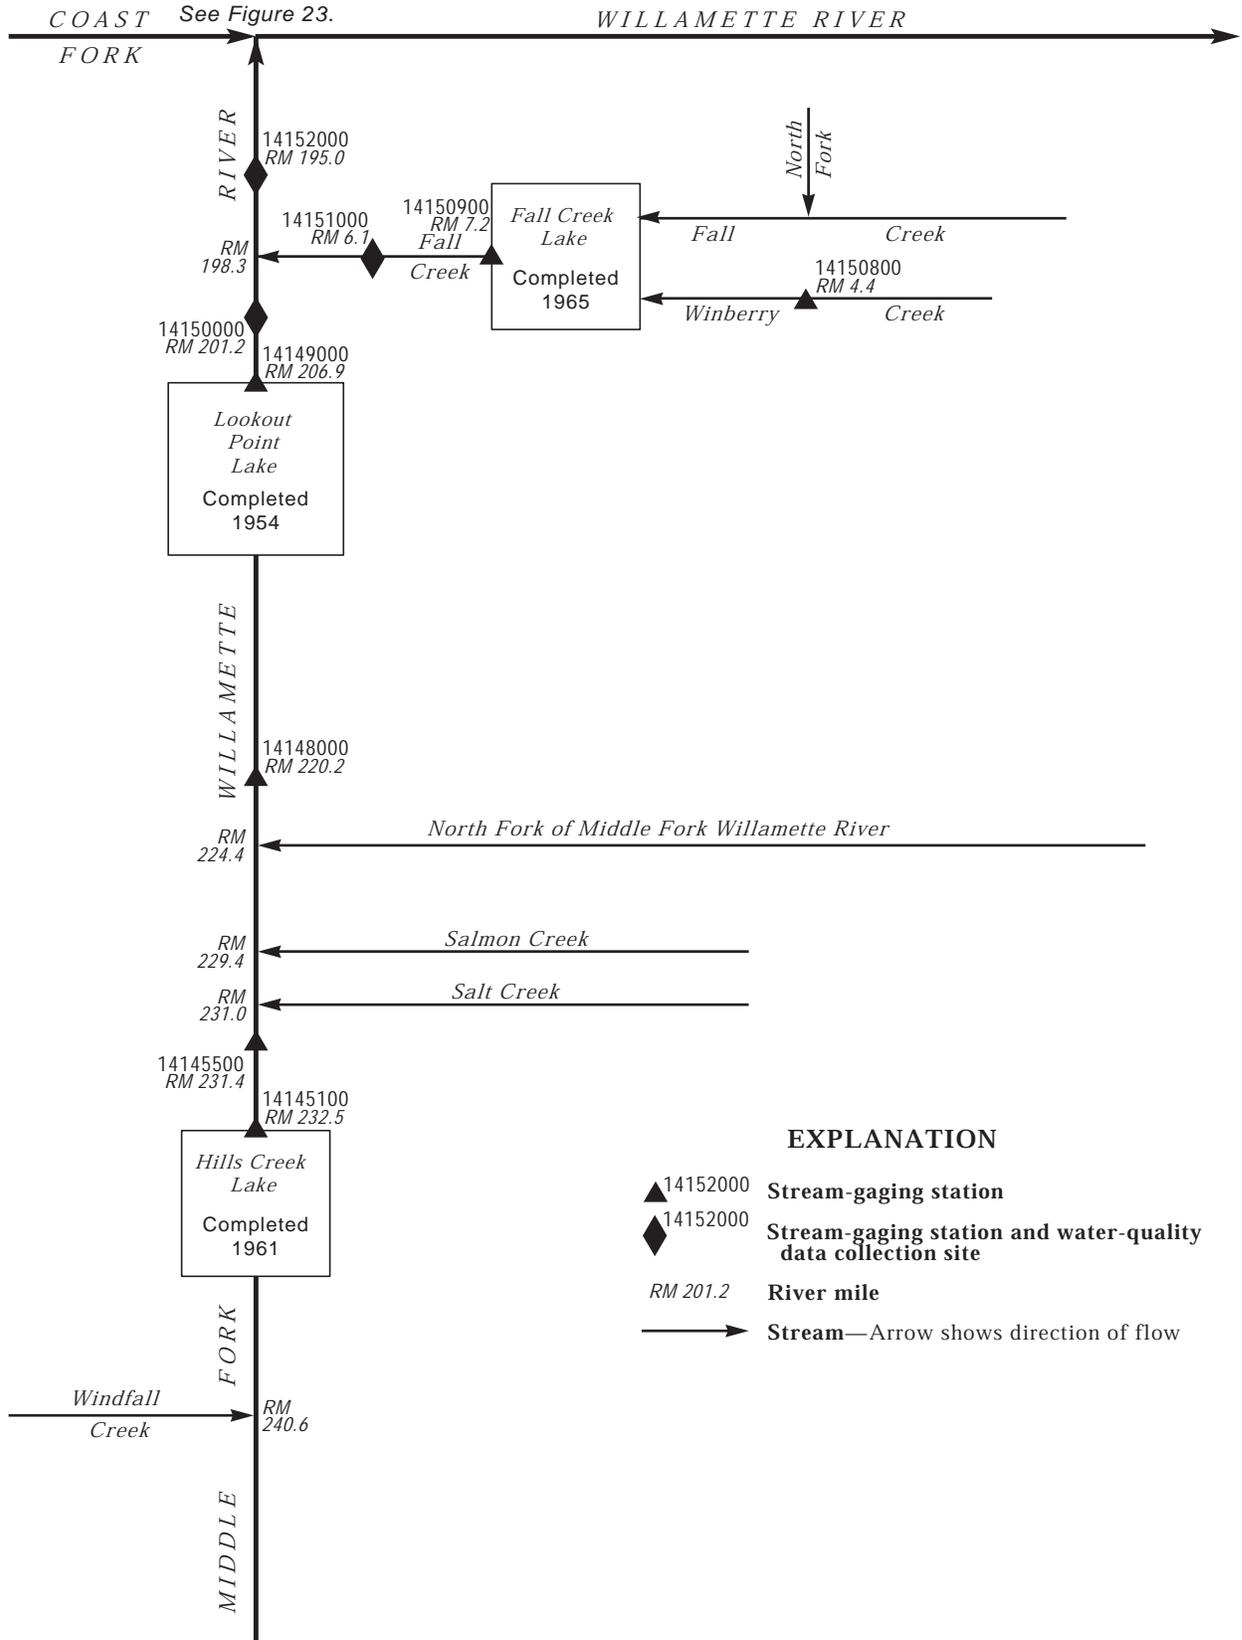 COAST
See Figure 23.
WILLAMETTE RIVER
FORK
RIVER
14152000
RM 195.0
North
Fork
14151000
RM 6.1
14150900
RM 7.2
Fall
Creek
RM
198.3
Fall Creek
Lake
Completed
1965
Fall Creek
14150800
RM 4.4
Winberry Creek
14150000
RM 201.2
14149000
RM 206.9
Lookout
Point
Lake
Completed
1954
WILLAMETTE
14148000
RM 220.2
RM
224.4
North Fork of Middle Fork Willamette River
RM
229.4
Salmon Creek
RM
231.0
Salt Creek
14145500
RM 231.4
14145100
RM 232.5
Hills Creek
Lake
Completed
1961
FORK
Windfall
Creek
RM
240.6
MIDDLE
EXPLANATION
14152000 Stream-gaging station
14152000 Stream-gaging station and water-quality
data collection site
RM 201.2 River mile
Stream—Arrow shows direction of flow